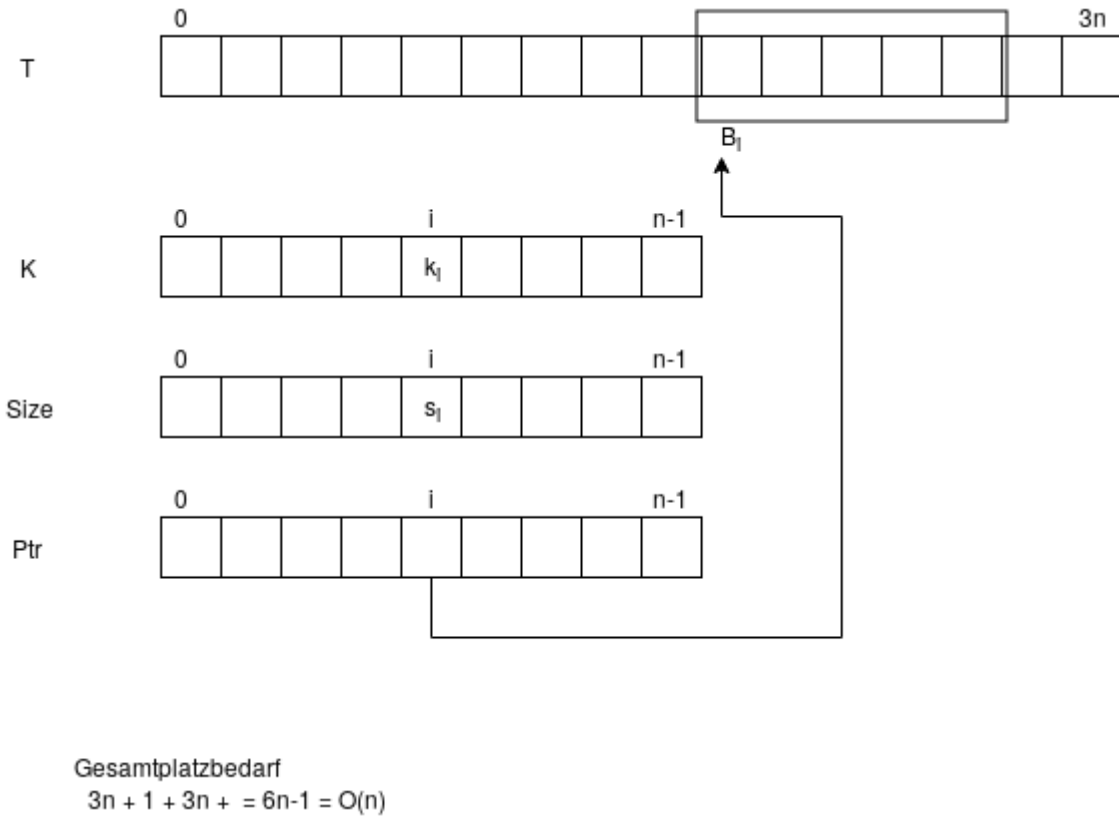 0 3n
T
B_i
0 i n-1
K k_i
0 i n-1
Size s_i
0 i n-1
Ptr
Gesamtplatzbedarf
3n + 1 + 3n + = 6n-1 = O(n)